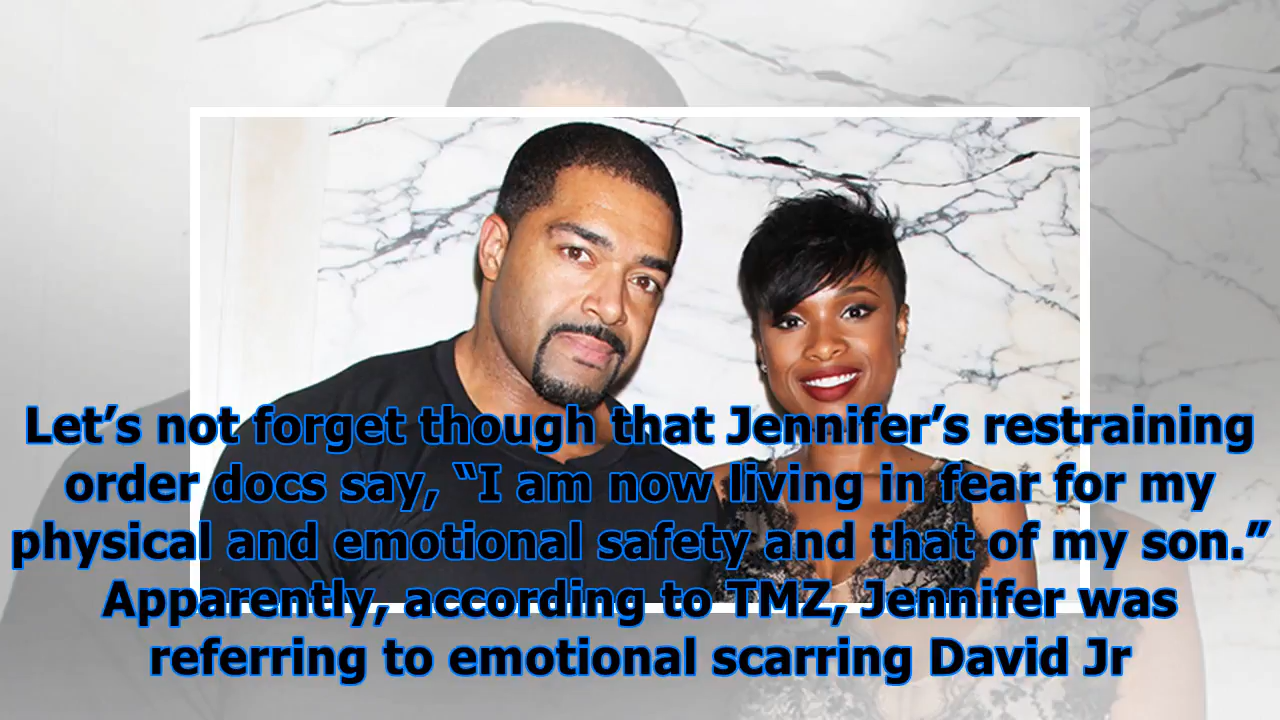 Let’s not forget though that Jennifer’s restraining
order docs say, “I am now living in fear for my
physical and emotional safety and that of my son.”
Apparently, according to TMZ, Jennifer was
referring to emotional scarring David Jr